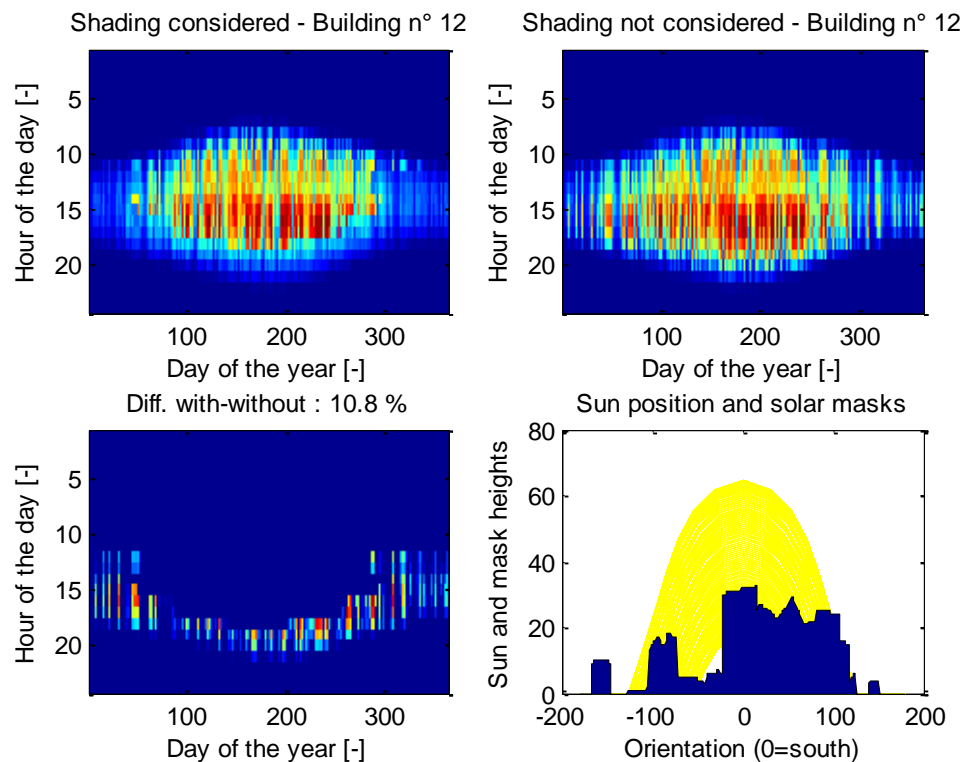 Shading considered - Building n° 12
Hour of the day [-]
5
10
15
20
100
200
300
Day of the year [-]
Shading not considered - Building n° 12
Hour of the day [-]
5
10
15
20
100
200
300
Day of the year [-]
Diff. with-without : 10.8 %
Hour of the day [-]
5
10
15
20
100
200
300
Day of the year [-]
Sun position and solar masks
Sun and mask heights
80
60
40
20
0
-200
-100
0
100
200
Orientation (0=south)